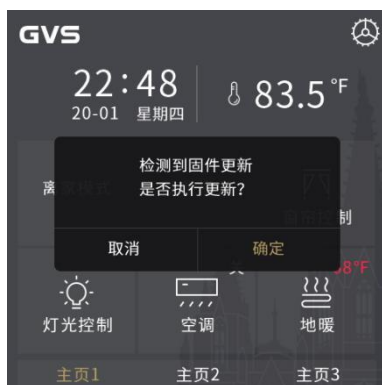 GVS
22:48
20-01 星期四
83.5°F
检测到固件更新
是否执行更新?
取消
确定
灯光控制
空调
地暖
主页1
主页2
主页3